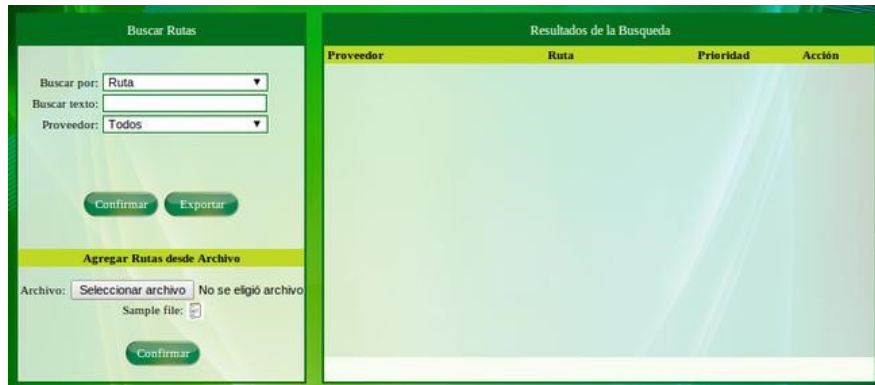 Buscar Rutas
Buscar por: Ruta
Buscar texto:
Proveedor: Todos
Confirmar Exportar
Agregar Rutas desde Archivo
Archivo: Seleccionar archivo No se eligió archivo
Sample file:
Confirmar
Resultados de la Busqueda
Proveedor Ruta Prioridad Acción